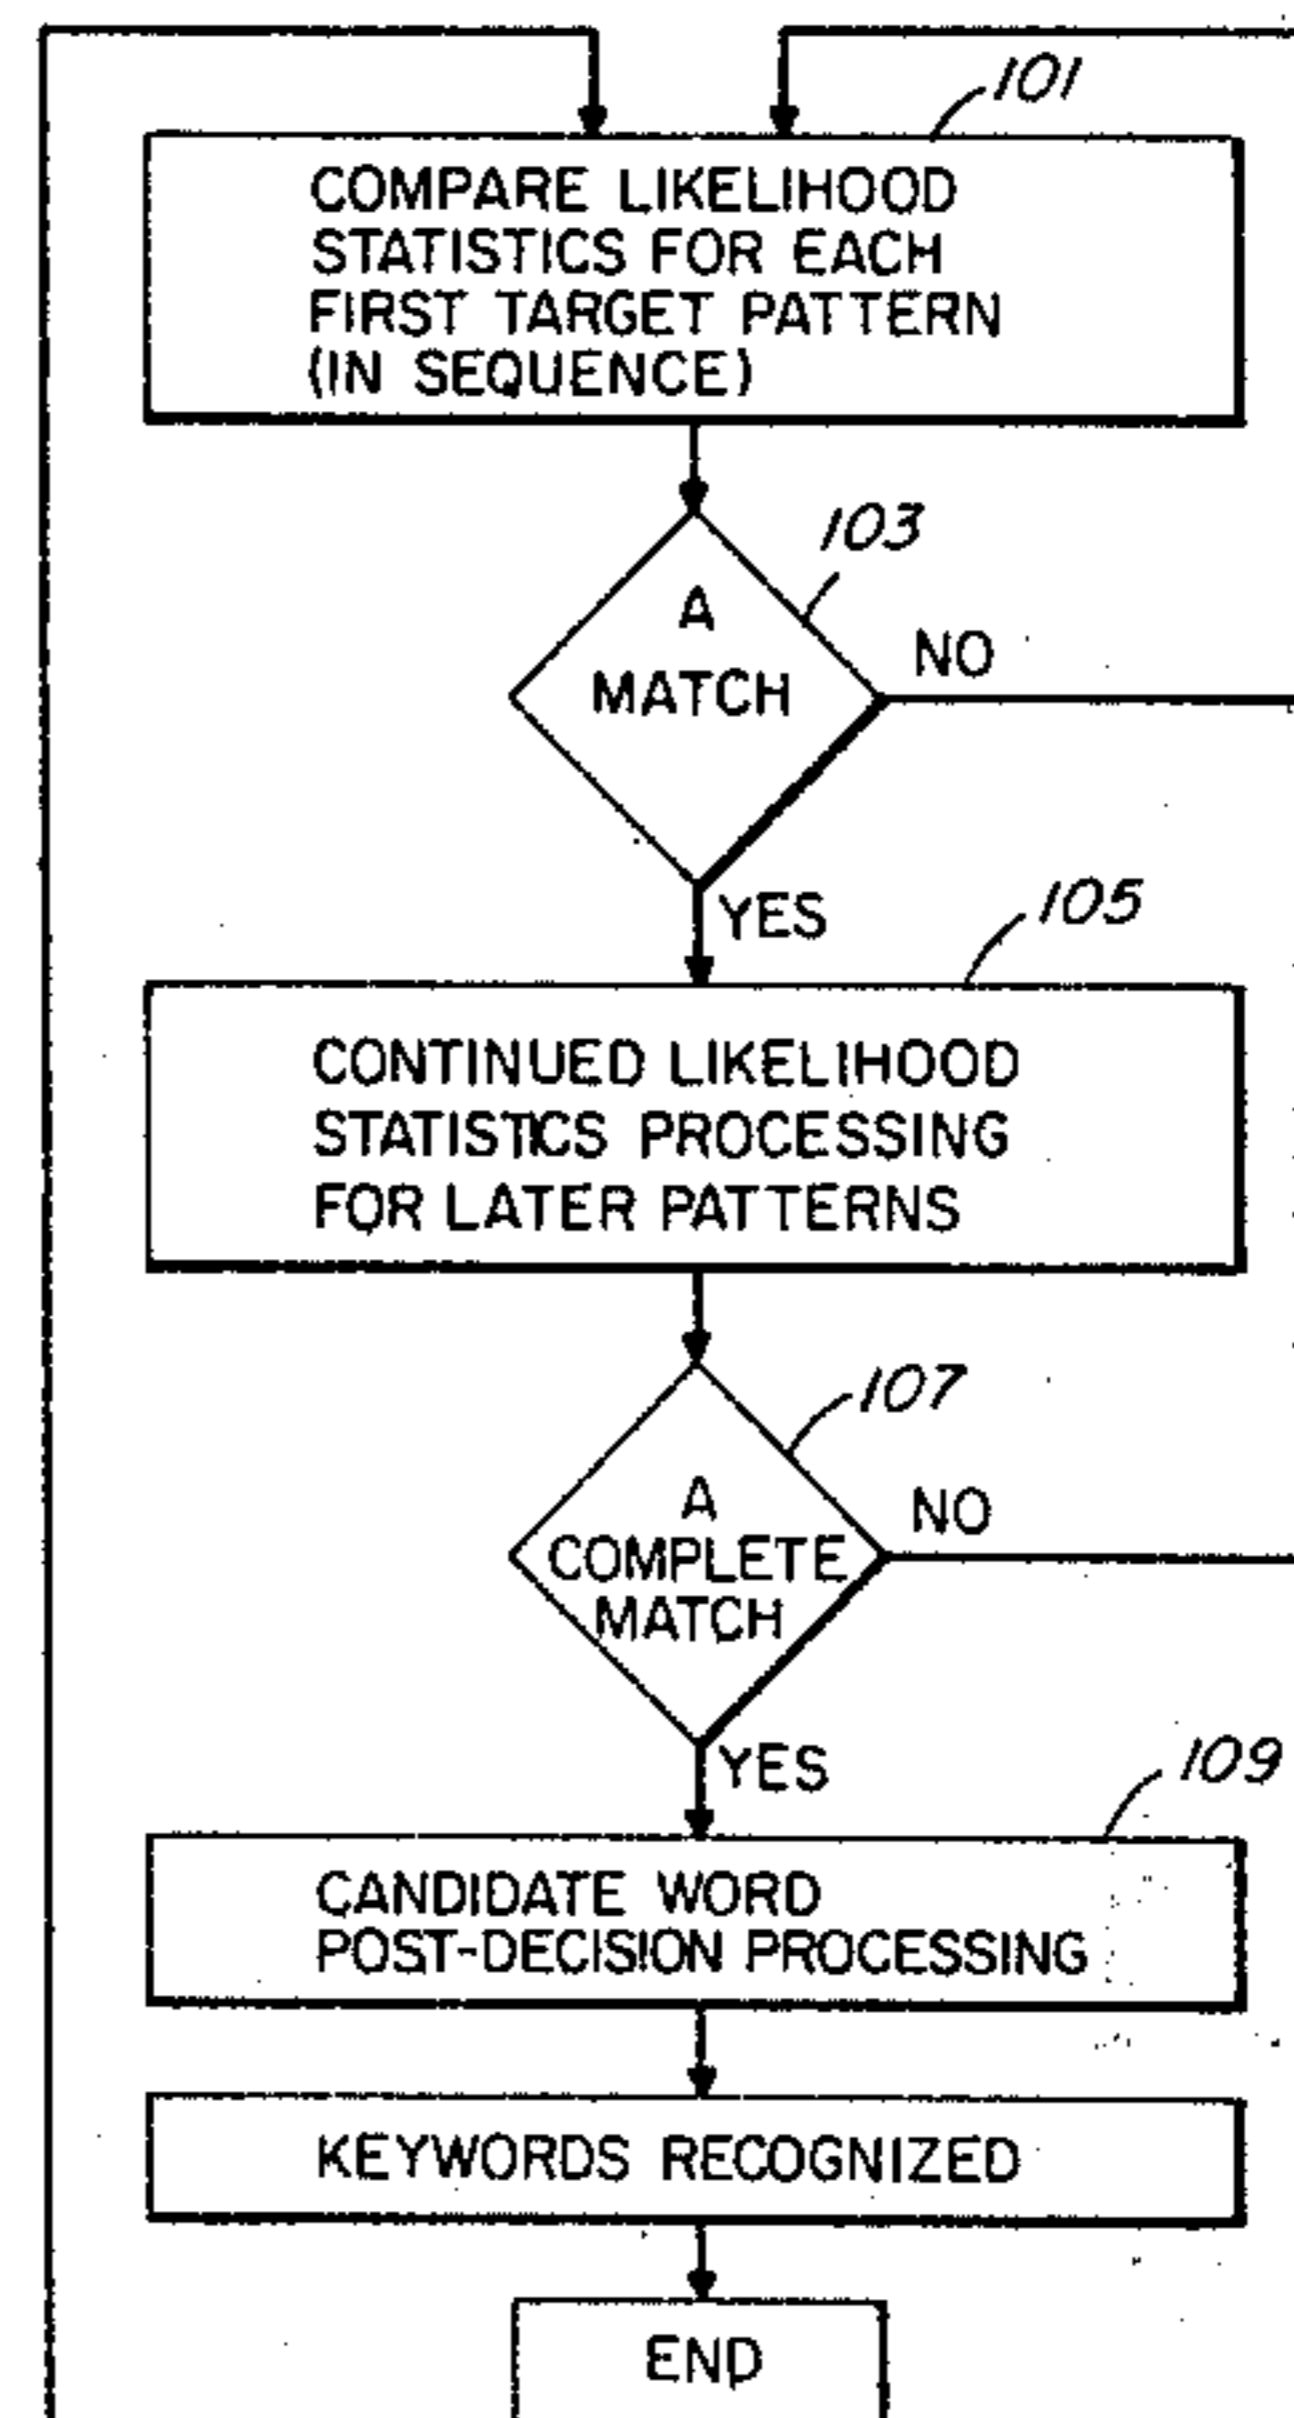 101
COMPARE LIKELIHOOD
STATISTICS FOR EACH
FIRST TARGET PATTERN
(IN SEQUENCE)
103
A
MATCH
NO
YES
105
CONTINUED LIKELIHOOD
STATISTICS PROCESSING
FOR LATER PATTERNS
107
A
COMPLETE
MATCH
NO
YES
109
CANDIDATE WORD
POST-DECISION PROCESSING
KEYWORDS RECOGNIZED
END